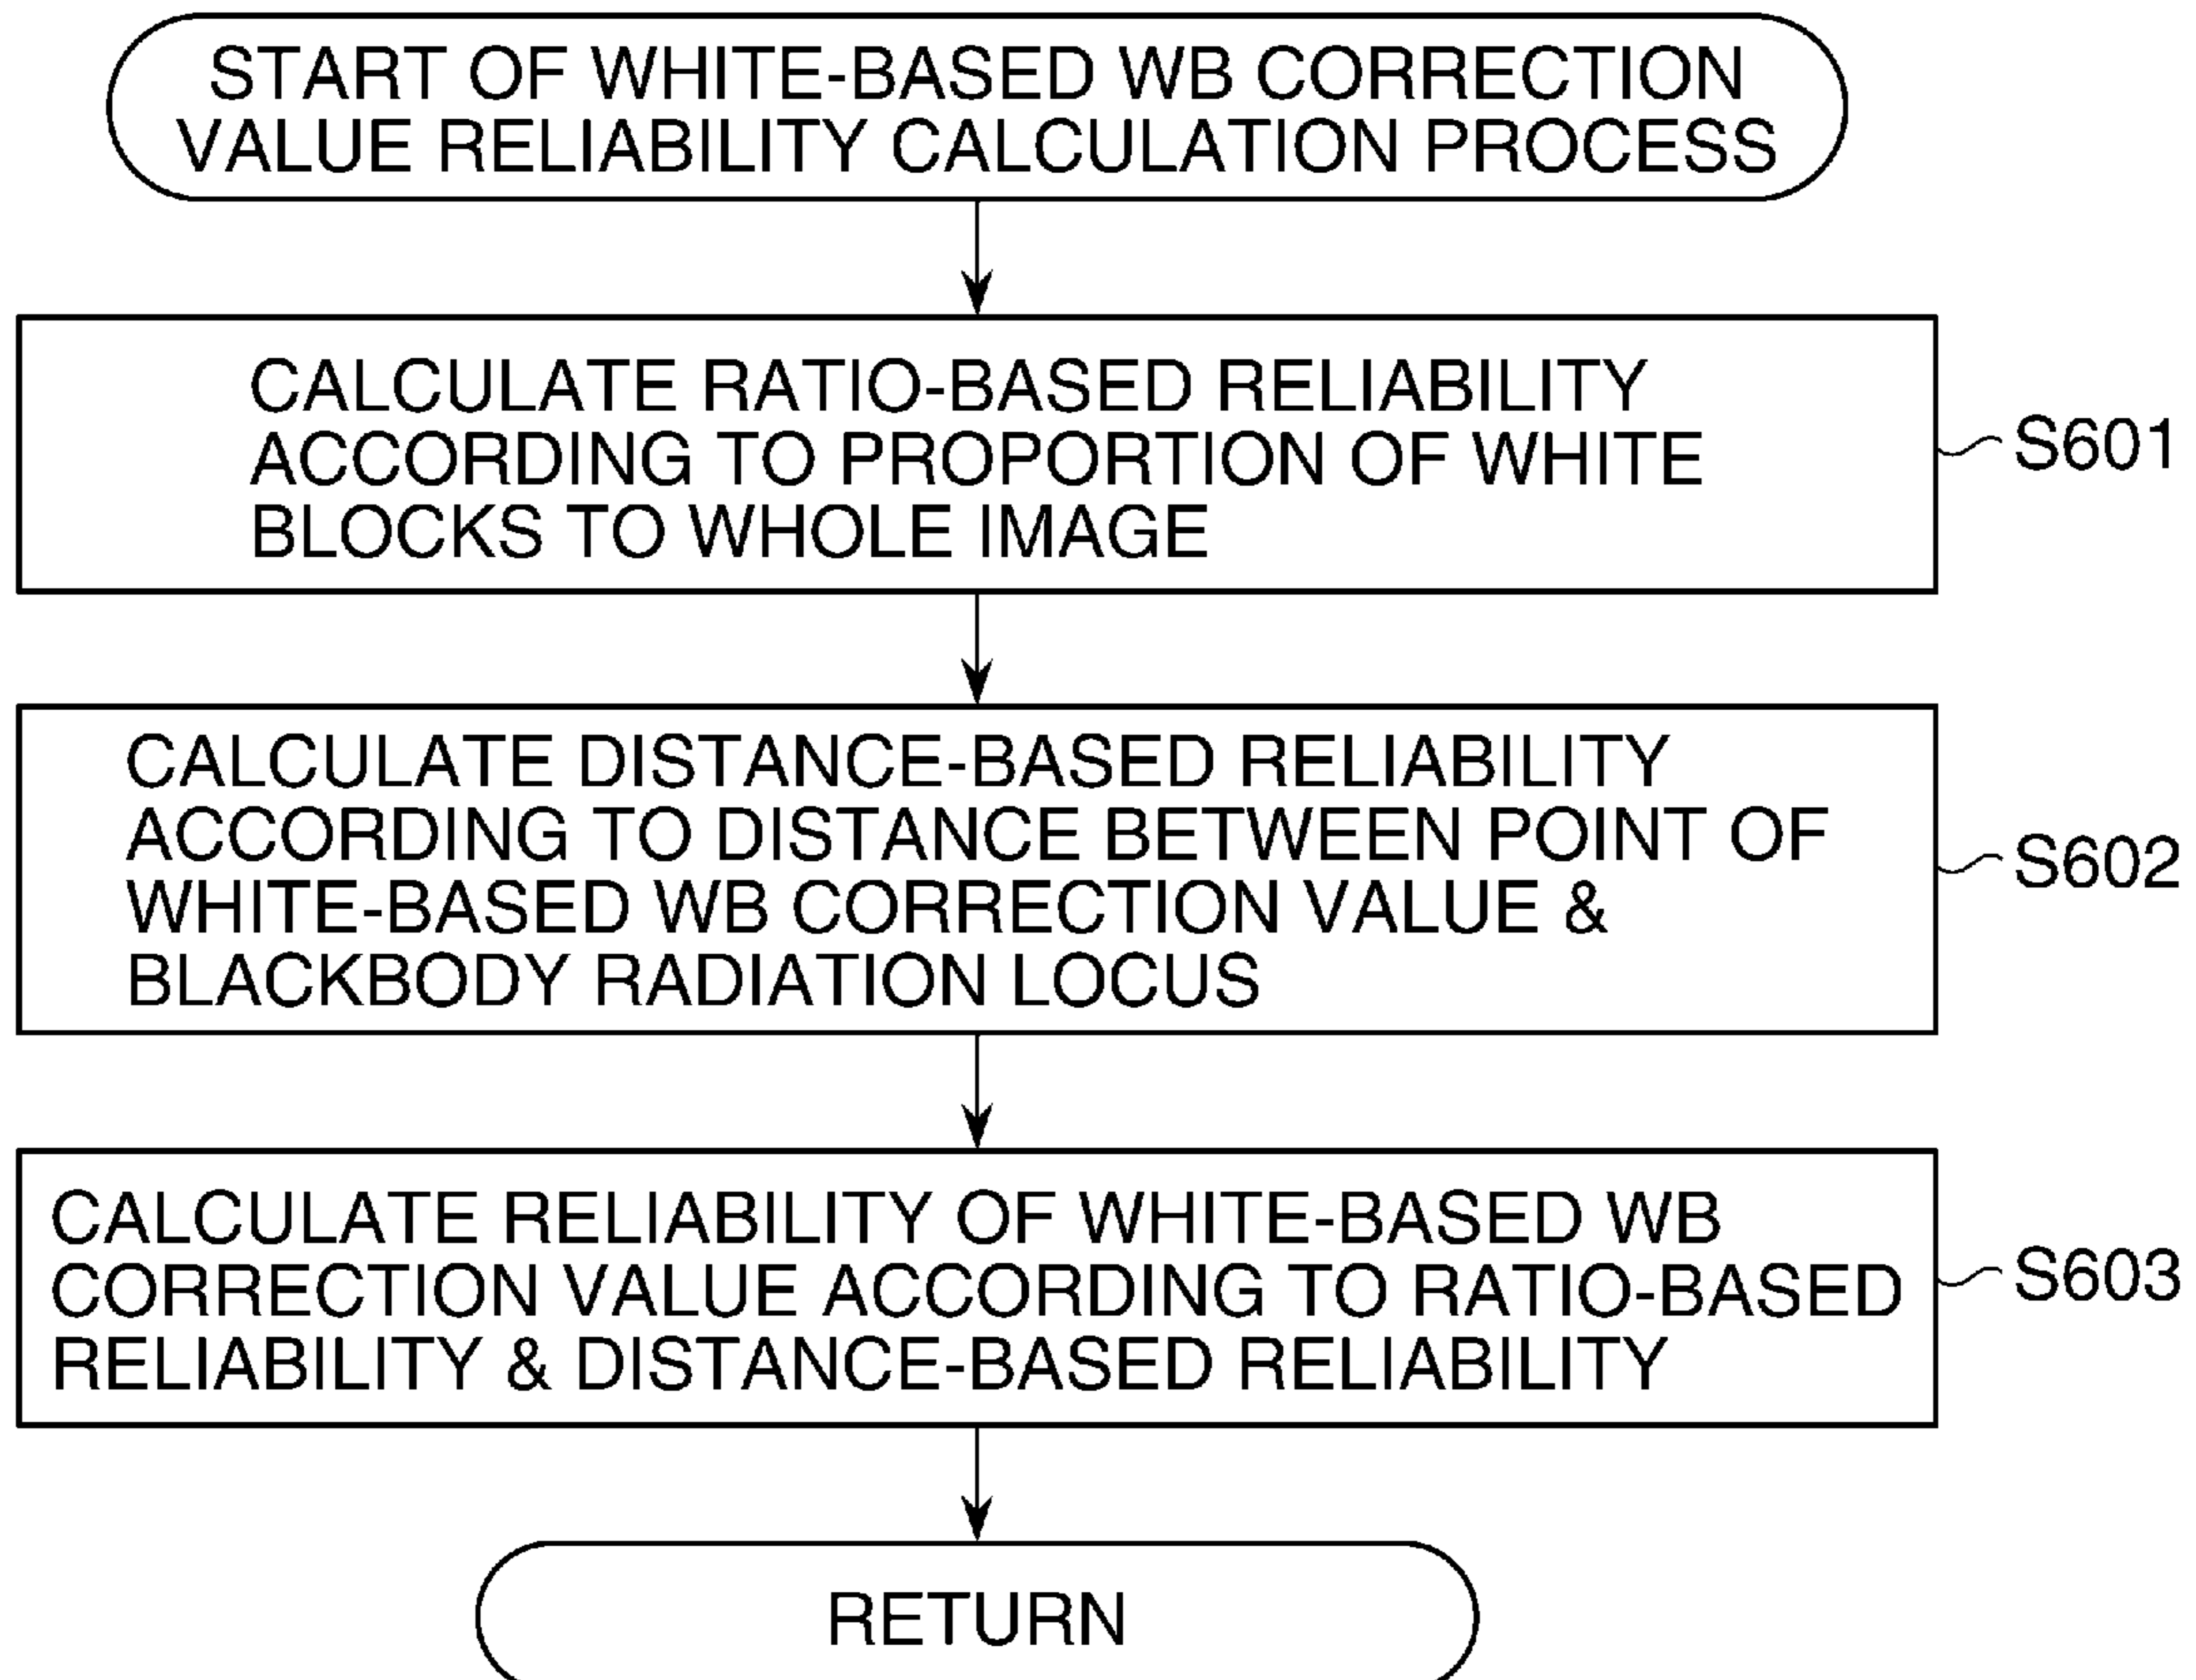 START OF WHITE-BASED WB CORRECTION
VALUE RELIABILITY CALCULATION PROCESS
CALCULATE RATIO-BASED RELIABILITY
ACCORDING TO PROPORTION OF WHITE
BLOCKS TO WHOLE IMAGE
S601
CALCULATE DISTANCE-BASED RELIABILITY
ACCORDING TO DISTANCE BETWEEN POINT OF
WHITE-BASED WB CORRECTION VALUE &
BLACKBODY RADIATION LOCUS
S602
CALCULATE RELIABILITY OF WHITE-BASED WB
CORRECTION VALUE ACCORDING TO RATIO-BASED
RELIABILITY & DISTANCE-BASED RELIABILITY
S603
RETURN